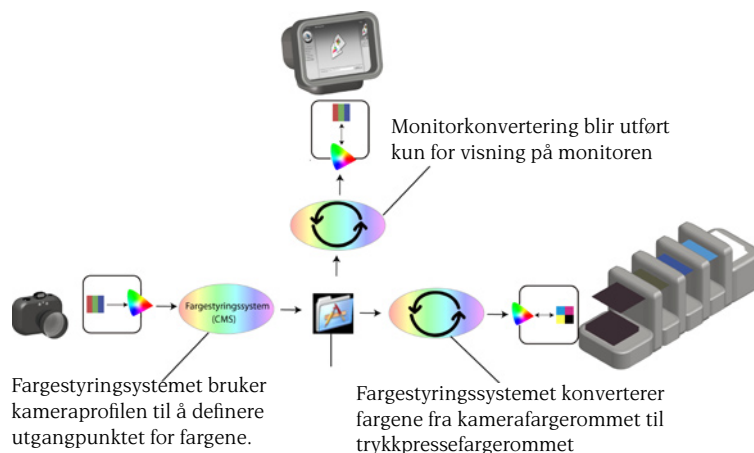 Monitorkonvertering blir utført
kun for visning på monitoren
Fargestyringssystem
(CMS)
Fargestyringsystemet bruker
kameraprofilen til å definere
utgangpunktet for fargene.
Fargestyringssystemet konverterer
fargene fra kamerafargerommet til
trykkpressefargerommet